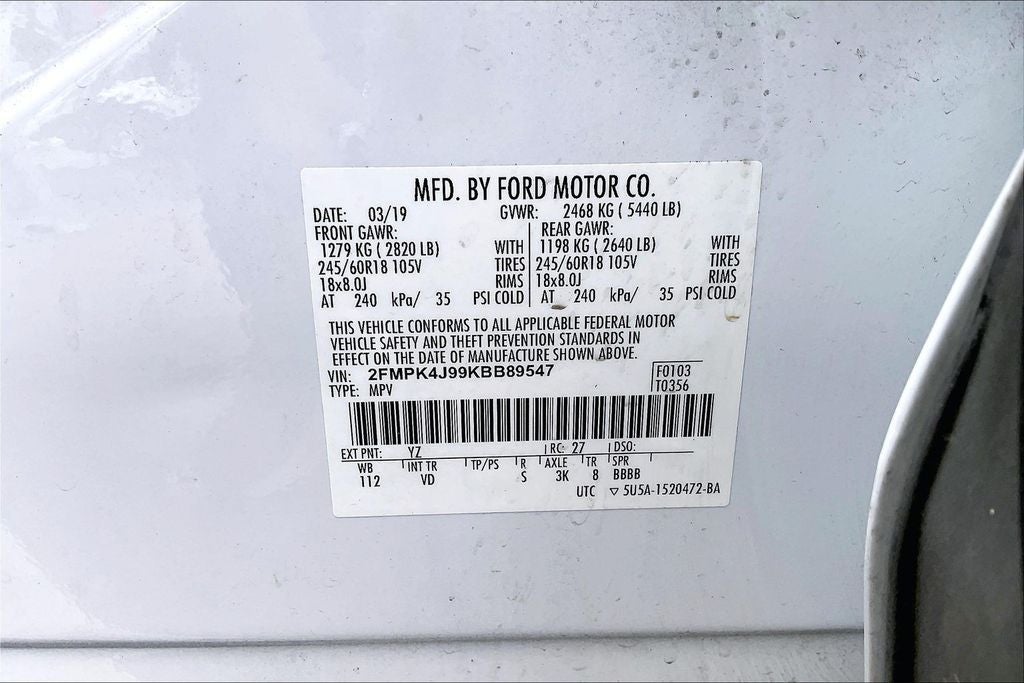 MFD. BY FORD MOTOR CO.
DATE: 03/19 GVWR: 2468 KG ( 5440 LB)
FRONT GAWR: REAR GAWR:
1279 KG ( 2820 LB) WITH 1198 KG ( 2640 LB) WITH
245/60R18 105V TIRES 245/60R18 105V TIRES
18x8.0J RIMS 18x8.0J RIMS
AT 240 kPa/ 35 PSI COLD AT 240 kPa/ 35 PSI COLD
THIS VEHICLE CONFORMS TO ALL APPLICABLE FEDERAL MOTOR
VEHICLE SAFETY AND THEFT PREVENTION STANDARDS IN
EFFECT ON THE DATE OF MANUFACTURE SHOWN ABOVE.
VIN: 2FMPK4J99KBB89547 F0103
TYPE: MPV T0356
EXT PNT: YZ RC: 27 DSO:
WB INT TR TP/PS R AXLE TR SPR
112 VD S 3K 8 BBBB
UTC ▽ 5U5A-1520472-BA